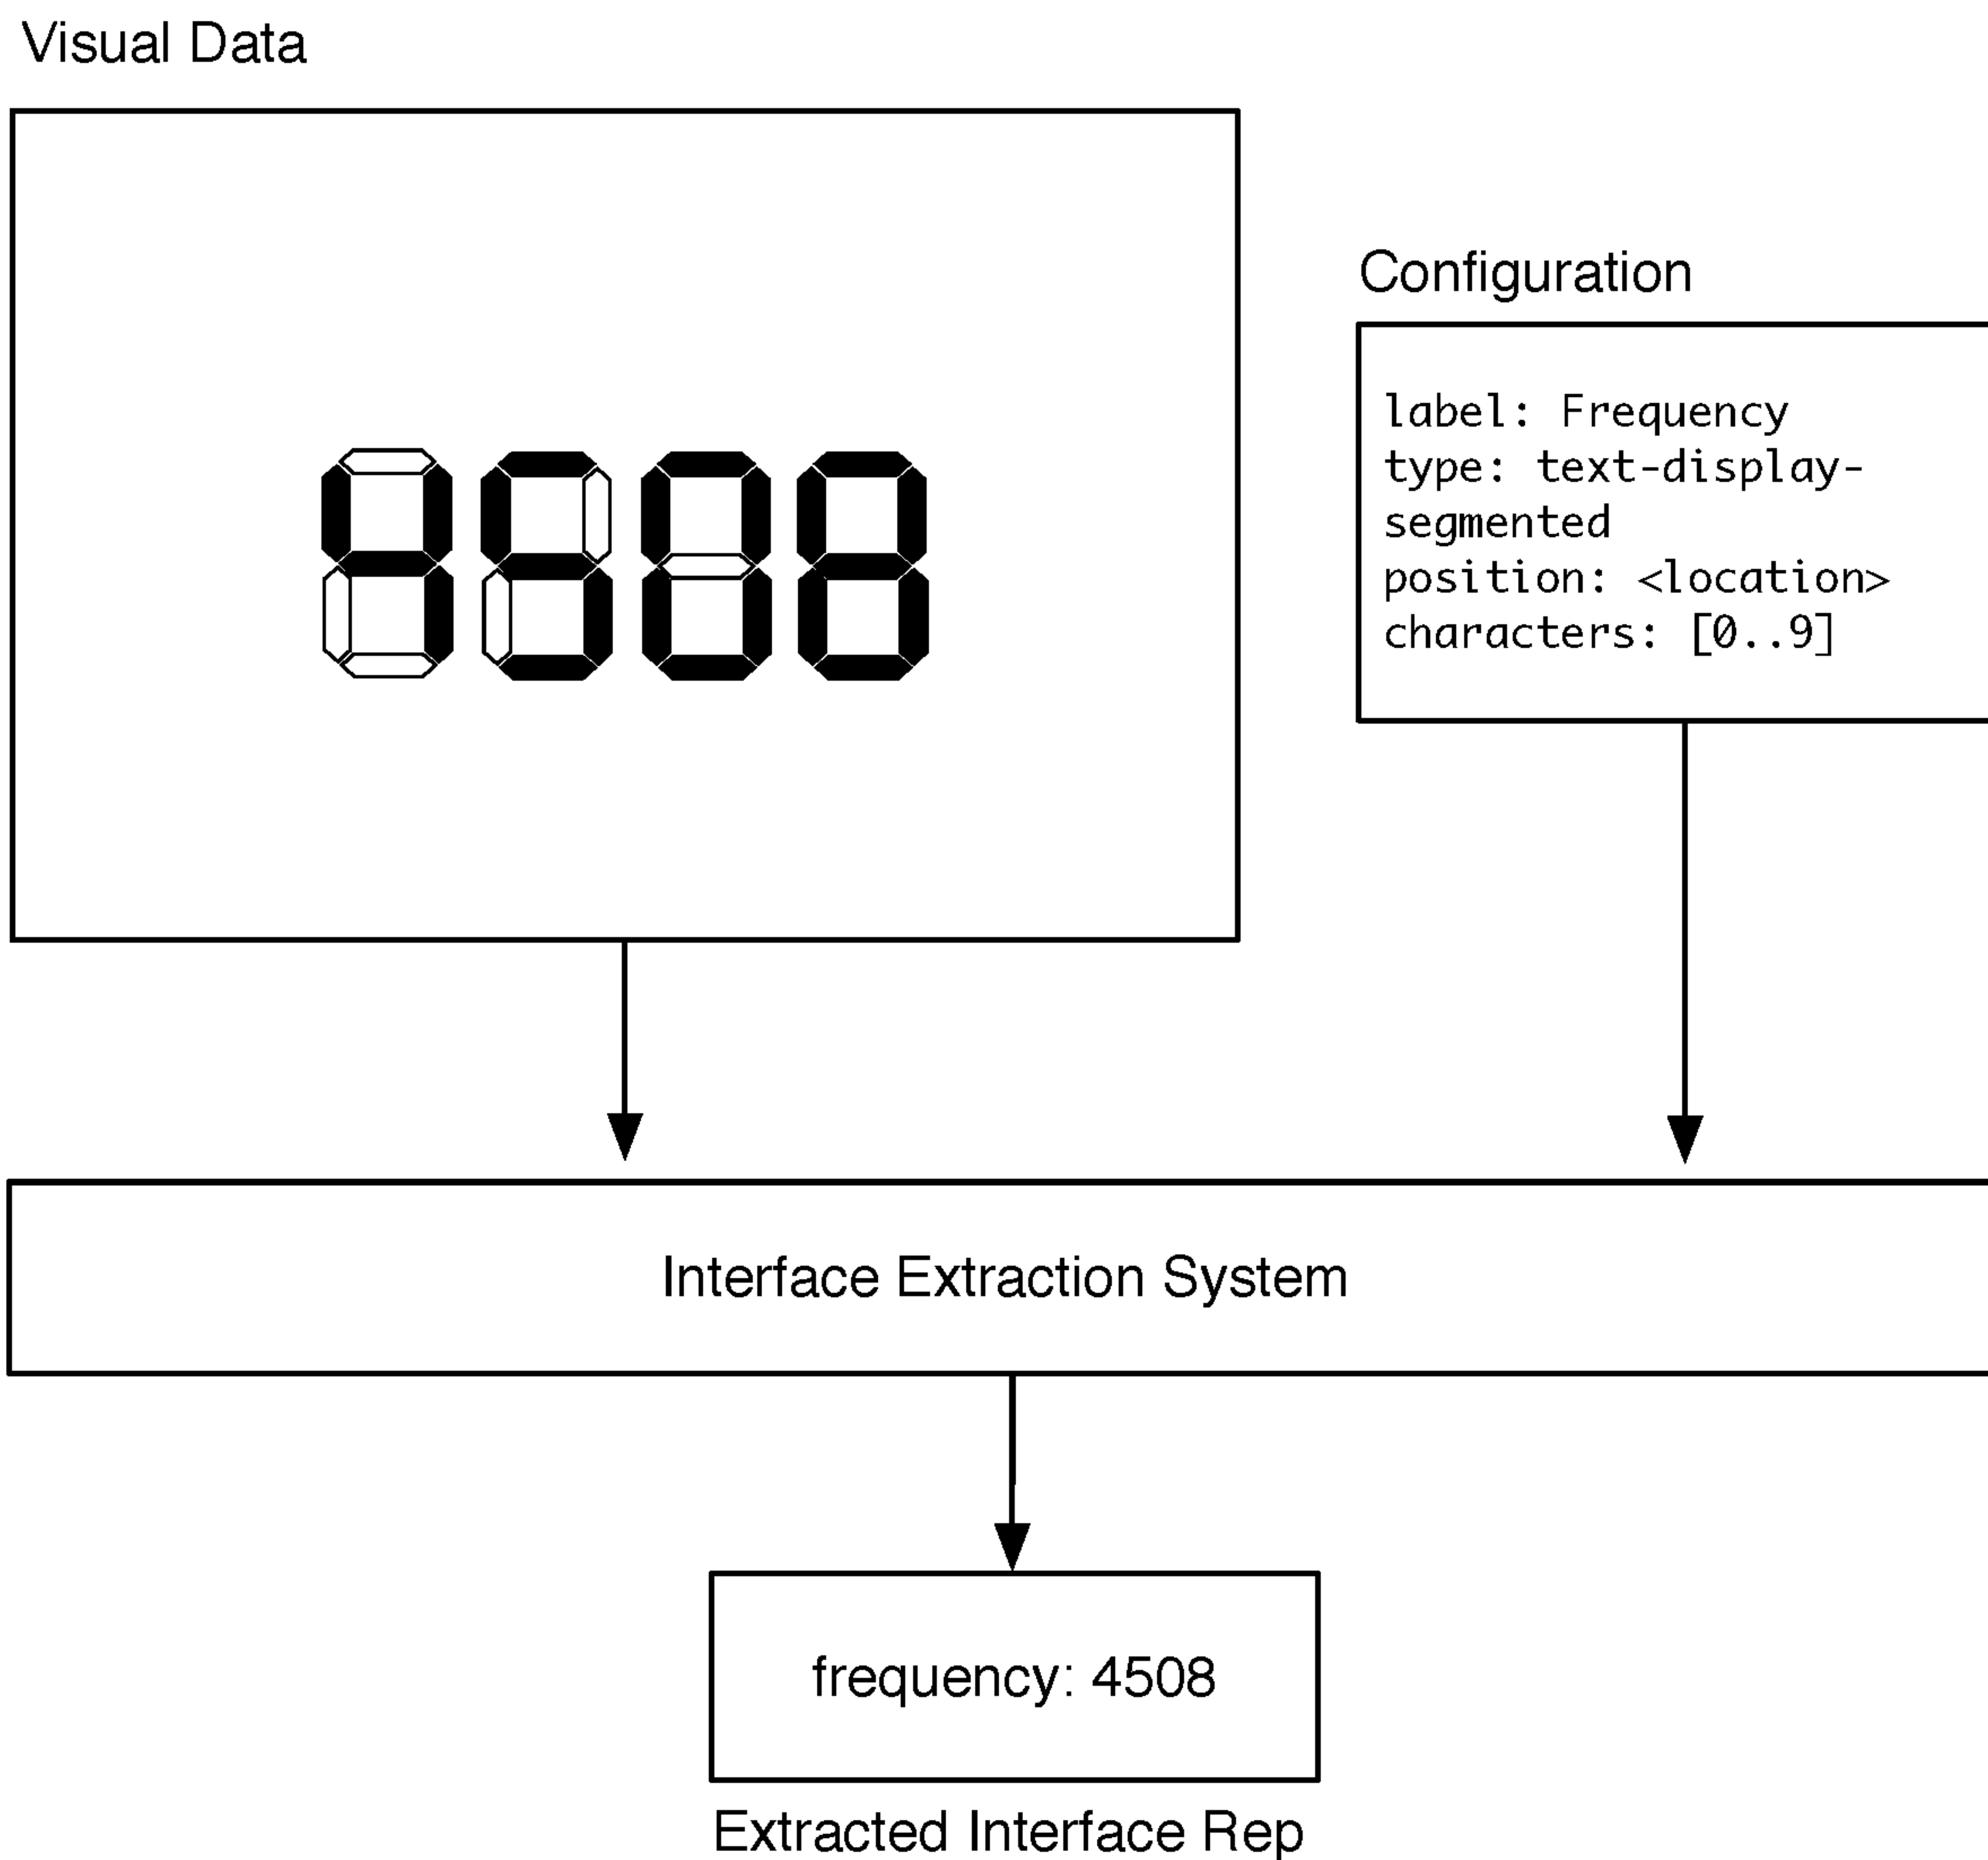 Visual Data
4508
Configuration
label: Frequency
type: text-display-
segmented
position: <location>
characters: [0..9]
Interface Extraction System
frequency: 4508
Extracted Interface Rep